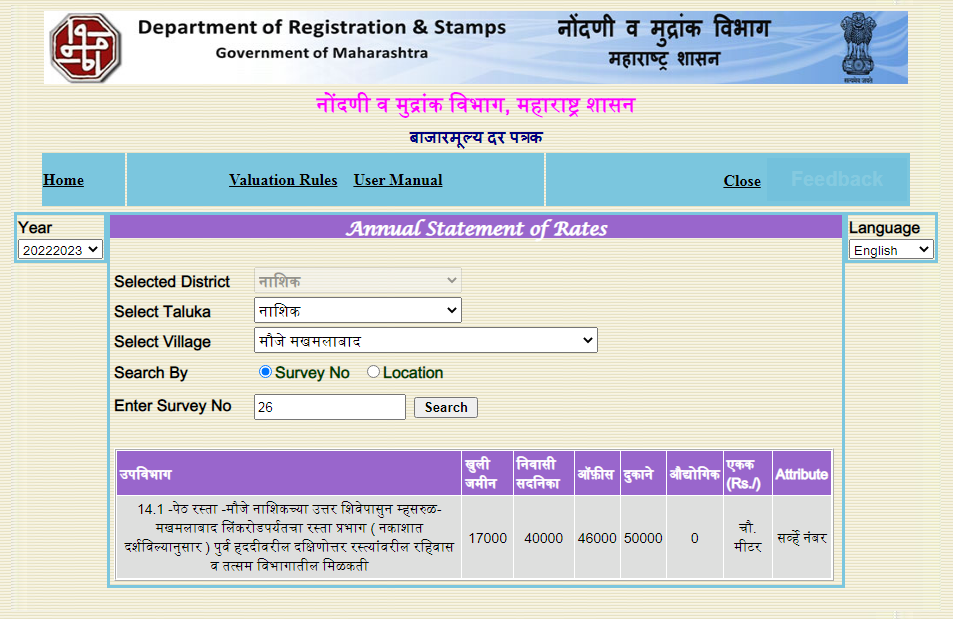 Department of Registration & Stamps
Government of Maharashtra
नोंदणी व मुद्रांक विभाग
महाराष्ट्र शासन
नोंदणी व मुद्रांक विभाग, महाराष्ट्र शासन
बाजारमूल्य दर पत्रक
Home
Valuation Rules
User Manual
Close
Feedback
Year
20222023
Annual Statement of Rates
Language
English
Selected District नाशिक
Select Taluka नाशिक
Select Village मौजे मखमलाबाद
Search By Survey No Location
Enter Survey No 26 Search
उपविभाग
खुली
जमीन
निवासी
सदनिका
ऑफ़ीस
दुकाने
औद्योगिक
एकक
(Rs./)
Attribute
14.1 -पेठ रस्ता -मौजे नाशिकच्या उत्तर शिवेपासुन म्हसरुळ-
मखमलाबाद लिंकरोडपर्यतचा रस्ता प्रभाग ( नकाशात
दर्शविल्यानुसार ) पुर्व हददीवरील दक्षिणोत्तर रस्त्यांवरील रहिवास
व तत्सम विभागातील मिळकती
17000
40000
46000
50000
0
चौ.
मीटर
सर्व्हे नंबर